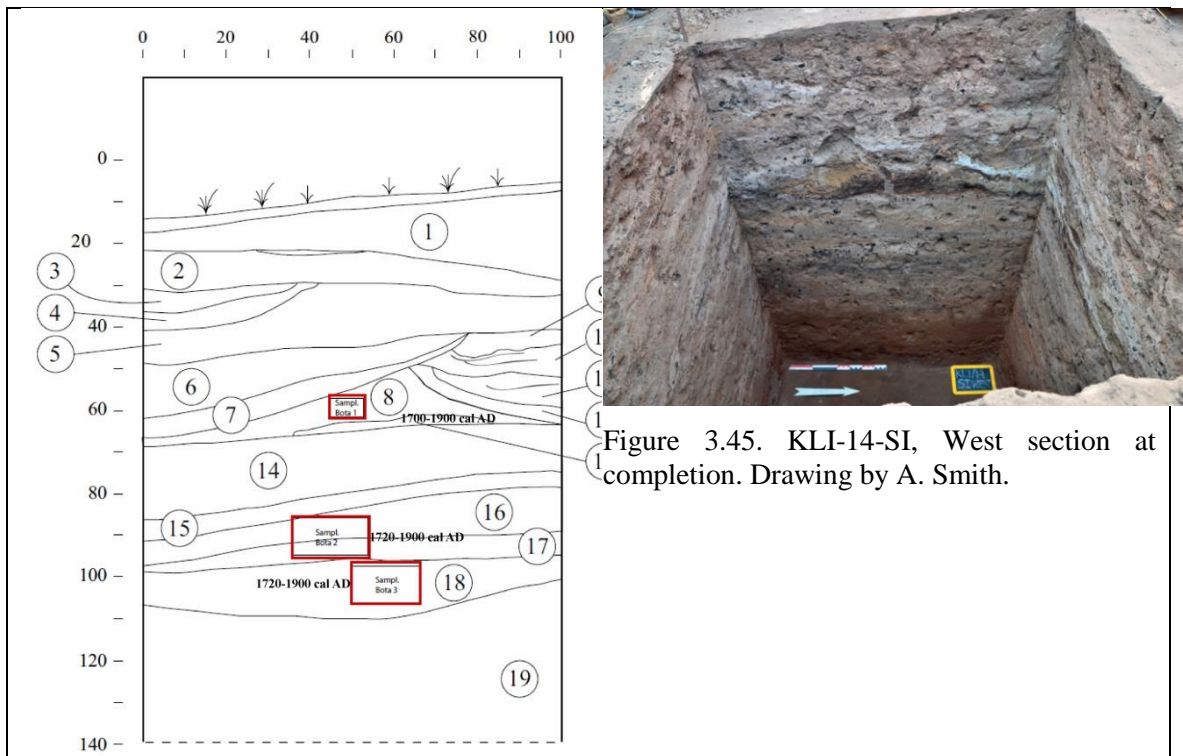 0 20 40 60 80 100
0
20
40
60
80
100
120
140
1
2
3
4
5
6
7
8
14
15
16
17
18
19
Sampl.
Bota 1
1700-1900 cal AD
Sampl.
Bota 2
1720-1900 cal AD
1720-1900 cal AD
Sampl.
Bota 3
Figure 3.45. KLI-14-SI, West section at
completion. Drawing by A. Smith.